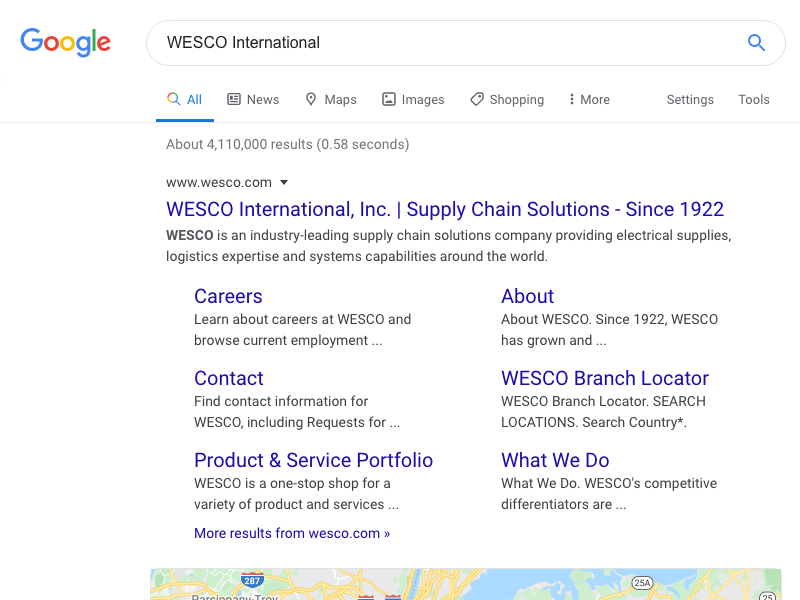 Google
WESCO International
All News Maps Images Shopping More Settings Tools
About 4,110,000 results (0.58 seconds)
www.wesco.com
WESCO International, Inc. | Supply Chain Solutions - Since 1922
WESCO is an industry-leading supply chain solutions company providing electrical supplies,
logistics expertise and systems capabilities around the world.
Careers
Learn about careers at WESCO and
browse current employment ...
About
About WESCO. Since 1922, WESCO
has grown and ...
Contact
Find contact information for
WESCO, including Requests for ...
WESCO Branch Locator
WESCO Branch Locator. SEARCH
LOCATIONS. Search Country*.
Product & Service Portfolio
WESCO is a one-stop shop for a
variety of product and services ...
What We Do
What We Do. WESCO's competitive
differentiators are ...
More results from wesco.com »
287
25A
Parsippany-Troy
25